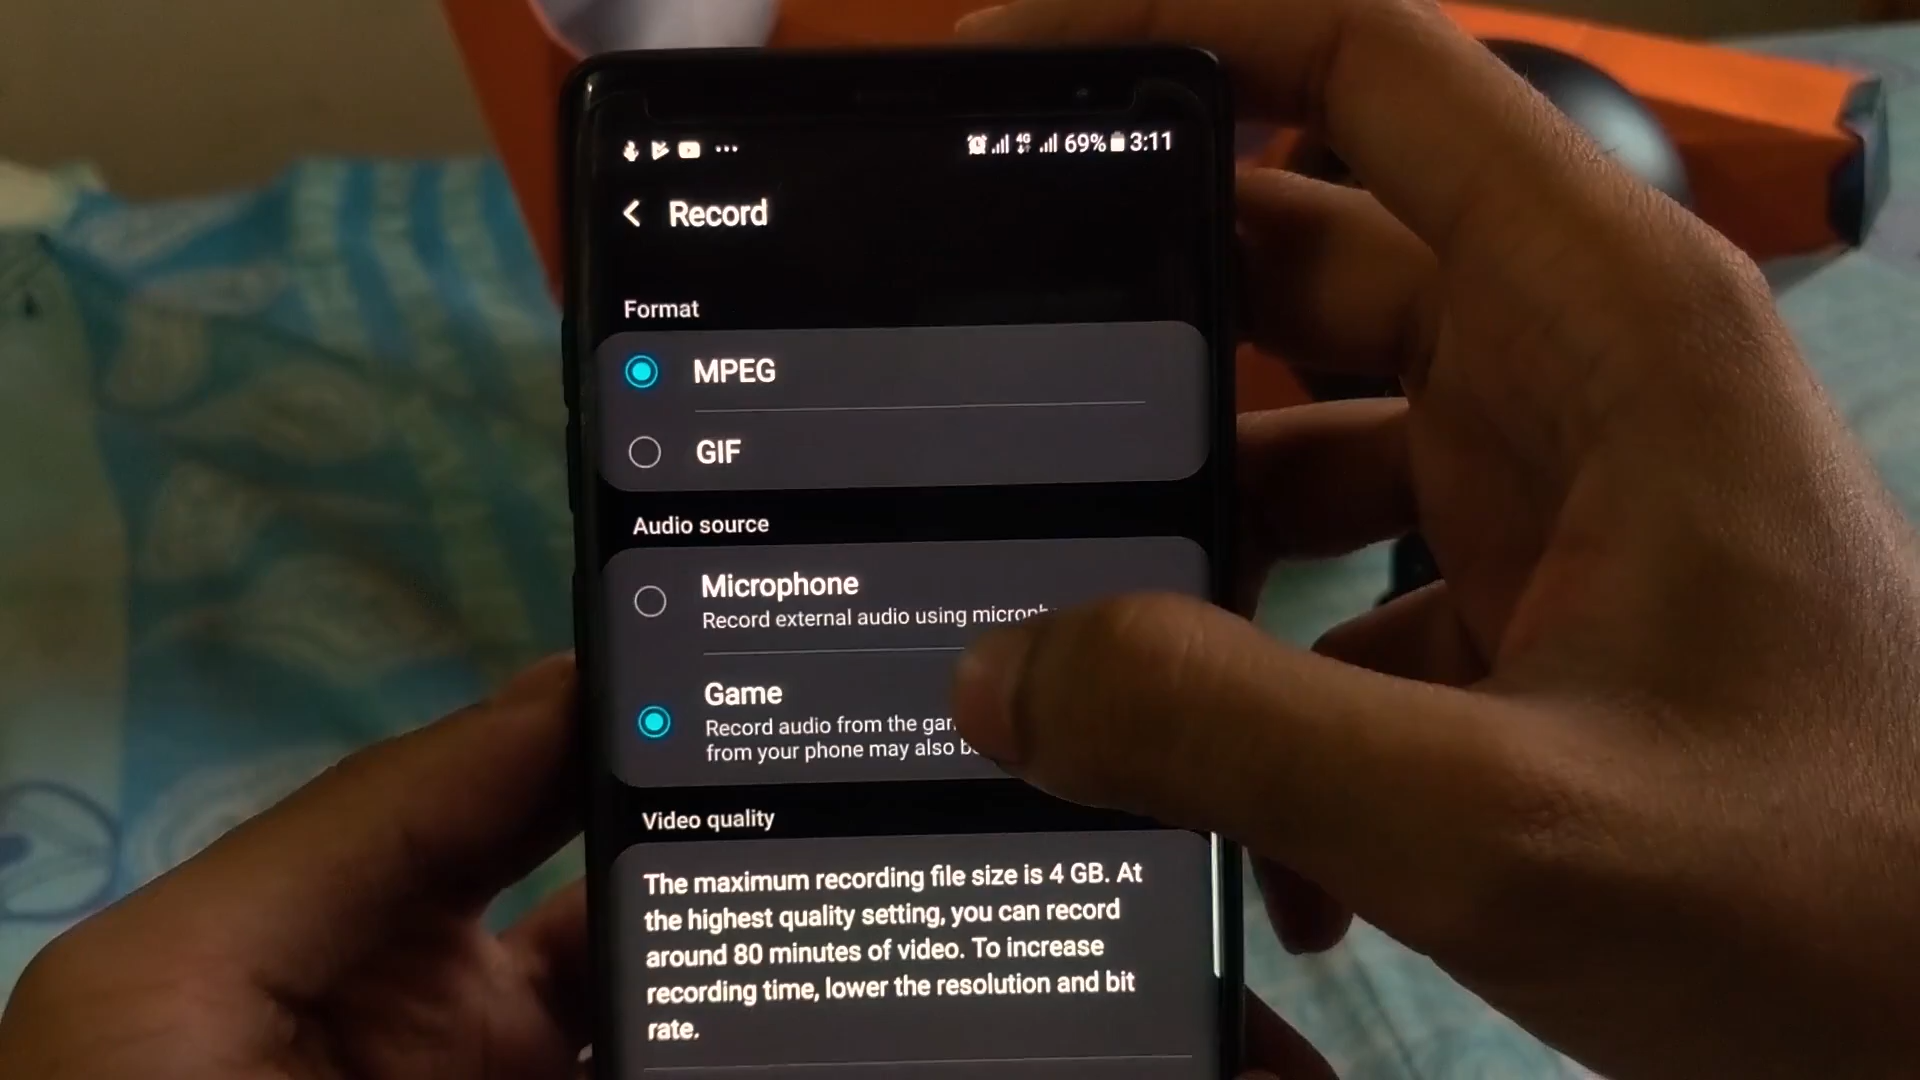 4G 69% 3:11
Record
Format
MPEG
GIF
Audio source
Microphone
Record external audio using
Game
Record audio from the
from your phone may also
Video quality
The maximum recording file size is 4 GB. At
the highest quality setting, you can record
around 80 minutes of video. To increase
recording time, lower the resolution and bit
rate.